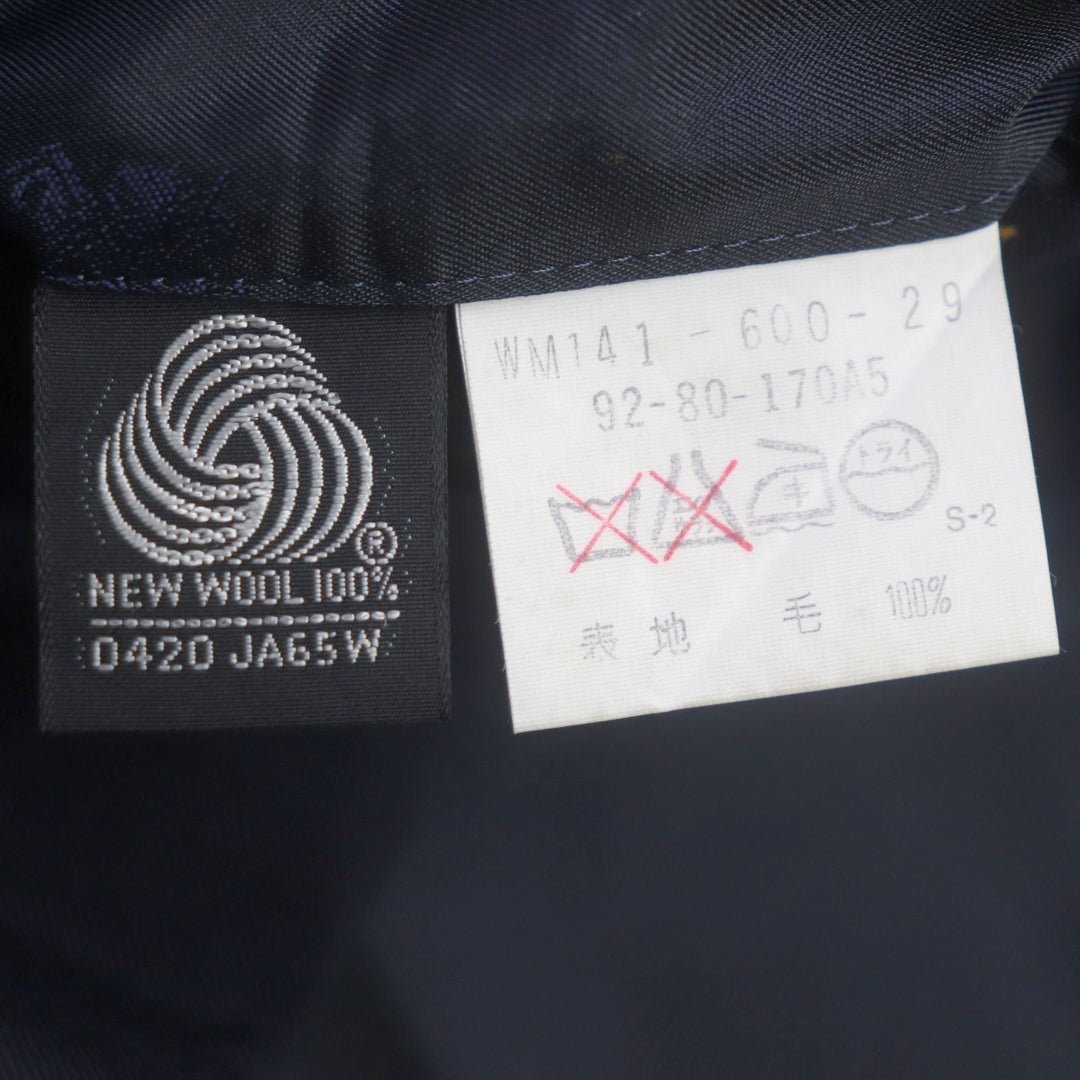 ®
NEW WOOL 100%
0420 JA65W
WM141-600-29
92-80-170A5
中 ドライ
S-2
表地 毛 100%